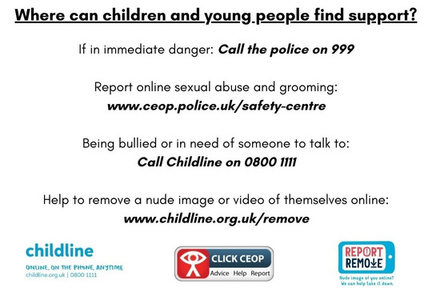 Where can children and young people find support?
If in immediate danger: Call the police on 999
Report online sexual abuse and grooming:
www.ceop.police.uk/safety-centre
Being bullied or in need of someone to talk to:
Call Childline on 0800 1111
Help to remove a nude image or video of themselves online:
www.childline.org.uk/remove
childline
ONLINE, ON THE PHONE, ANYTIME
childline.org.uk | 0800 1111
CLICK CEOP
Advice Help Report
REPORT
REMOVE
Nude image of you online?
We can help take it down.